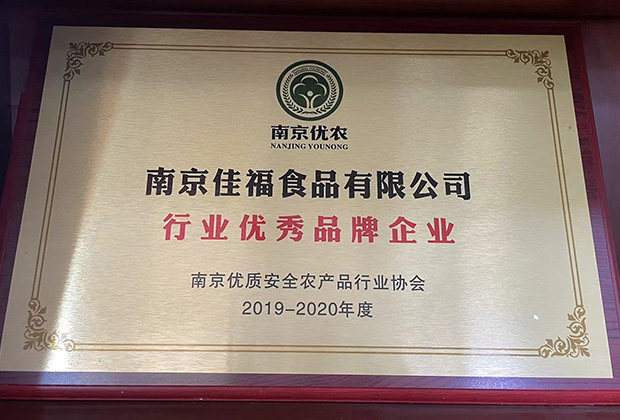 南京优农
NANJING YOUNONG
南京佳福食品有限公司
行业优秀品牌企业
南京优质安全农产品行业协会
2019-2020年度